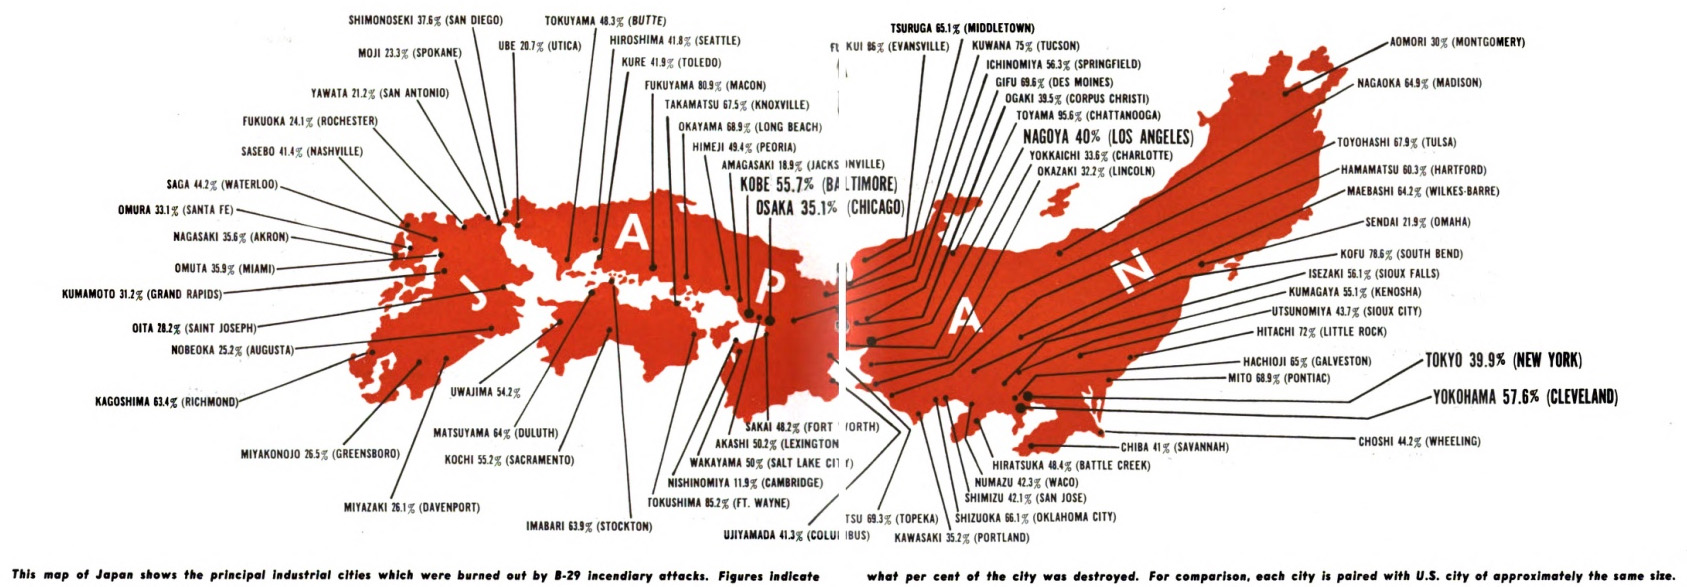 SHIMONOSEKI 37.6% (SAN DIEGO)
TOKUYAMA 48.3% (BUTTE)
MOJI 23.3% (SPOKANE)
UBE 20.7% (UTICA)
HIROSHIMA 41.8% (SEATTLE)
KURE 41.9% (TOLEDO)
YAWATA 21.2% (SAN ANTONIO)
FUKUYAMA 80.9% (MACON)
TAKAMATSU 67.5% (KNOXVILLE)
FUKUOKA 24.1% (ROCHESTER)
OKAYAMA 68.9% (LONG BEACH)
SASEBO 41.4% (NASHVILLE)
HIMEJI 49.4% (PEORIA)
AMAGASAKI 18.9% (JACKS NVILLE)
SAGA 44.2% (WATERLOO)
KOBE 55.7% (BALTIMORE)
OMURA 33.1% (SANTA FE)
OSAKA 35.1% (CHICAGO)
NAGASAKI 35.6% (AKRON)
OMUTA 35.9% (MIAMI)
KUMAMOTO 31.2% (GRAND RAPIDS)
OITA 28.2% (SAINT JOSEPH)
NOBEOKA 25.2% (AUGUSTA)
KAGOSHIMA 63.4% (RICHMOND)
MIYAKONOJO 26.5% (GREENSBORO)
MIYAZAKI 26.1% (DAVENPORT)
UWAJIMA 54.2%
MATSUYAMA 64% (DULUTH)
KOCHI 55.2% (SACRAMENTO)
IMABARI 63.9% (STOCKTON)
SAKAI 48.2% (FORT WORTH)
AKASHI 50.2% (LEXINGTON
WAKAYAMA 50% (SALT LAKE CITY)
NISHINOMIYA 11.9% (CAMBRIDGE)
TOKUSHIMA 85.2% (FT. WAYNE)
UJIYAMADA 41.3% (COLUMBUS)
TSURUGA 65.1% (MIDDLETOWN)
FUKUI 86% (EVANSVILLE)
KUWANA 75% (TUCSON)
ICHINOMIYA 56.3% (SPRINGFIELD)
GIFU 69.6% (DES MOINES)
OGAKI 39.5% (CORPUS CHRISTI)
TOYAMA 95.6% (CHATTANOOGA)
NAGOYA 40% (LOS ANGELES)
YOKKAICHI 33.6% (CHARLOTTE)
OKAZAKI 32.2% (LINCOLN)
AOMORI 30% (MONTGOMERY)
NAGAOKA 64.9% (MADISON)
TOYOHASHI 67.9% (TULSA)
HAMAMATSU 60.3% (HARTFORD)
MAEBASHI 64.2% (WILKES-BARRE)
SENDAI 21.9% (OMAHA)
KOFU 78.6% (SOUTH BEND)
ISEZAKI 56.1% (SIOUX FALLS)
KUMAGAYA 55.1% (KENOSHA)
UTSUNOMIYA 43.7% (SIOUX CITY)
HITACHI 72% (LITTLE ROCK)
HACHIOJI 65% (GALVESTON)
MITO 68.9% (PONTIAC)
TOKYO 39.9% (NEW YORK)
YOKOHAMA 57.6% (CLEVELAND)
CHOSHI 44.2% (WHEELING)
CHIBA 41% (SAVANNAH)
HIRATSUKA 48.4% (BATTLE CREEK)
NUMAZU 42.3% (WACO)
SHIMIZU 42.1% (SAN JOSE)
SHIZUOKA 66.1% (OKLAHOMA CITY)
TSU 69.3% (TOPEKA)
KAWASAKI 35.2% (PORTLAND)
J A P A N
This map of Japan shows the principal industrial cities which were burned out by B-29 incendiary attacks. Figures indicate what per cent of the city was destroyed. For comparison, each city is paired with U.S. city of approximately the same size.